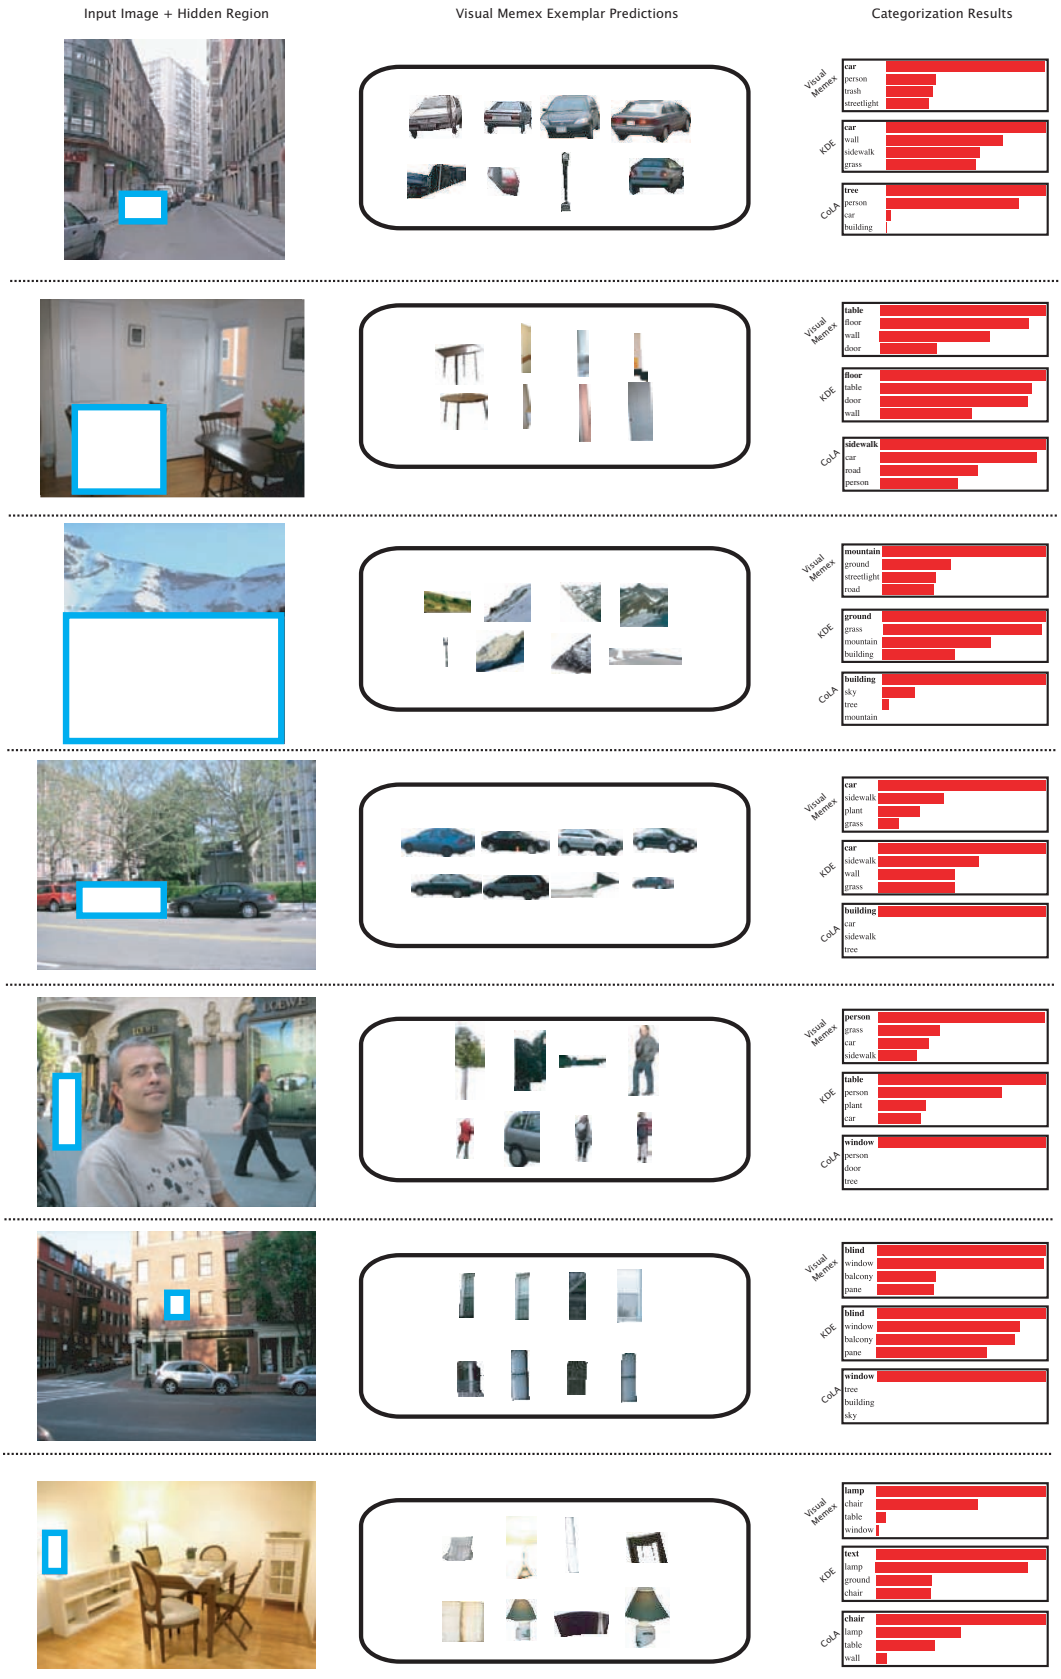 Input Image + Hidden Region
Visual Memex Exemplar Predictions
Categorization Results
Visual Memex
car
person
trash
streetlight
KDE
car
wall
sidewalk
grass
CoLA
tree
person
car
building
Visual Memex
table
floor
wall
door
KDE
floor
table
door
wall
CoLA
sidewalk
car
road
person
Visual Memex
mountain
ground
streetlight
road
KDE
ground
grass
mountain
building
CoLA
building
sky
tree
mountain
Visual Memex
car
sidewalk
plant
grass
KDE
car
sidewalk
wall
grass
CoLA
building
car
sidewalk
tree
LOEWE
LOEWE
Visual Memex
person
grass
car
sidewalk
KDE
table
person
plant
car
CoLA
window
person
door
tree
Visual Memex
blind
window
balcony
pane
KDE
blind
window
balcony
pane
CoLA
window
tree
building
sky
Visual Memex
lamp
chair
table
window
KDE
text
lamp
ground
chair
CoLA
chair
lamp
table
wall